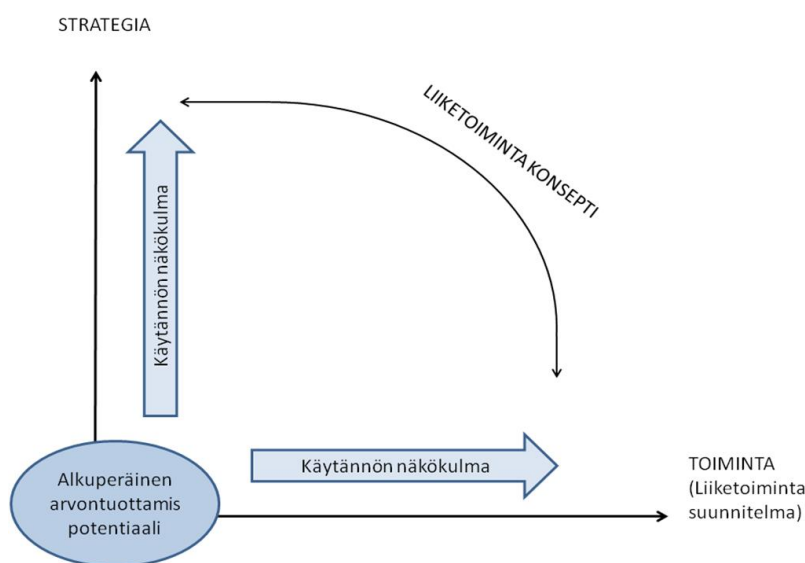 STRATEGIA
LIIKETOIMINTA KONSEPTI
Käytännön näkökulma
Käytännön näkökulma
Alkuperäinen
arvontuottamis
potentiaali
TOIMINTA
(Liiketoiminta
suunnitelma)